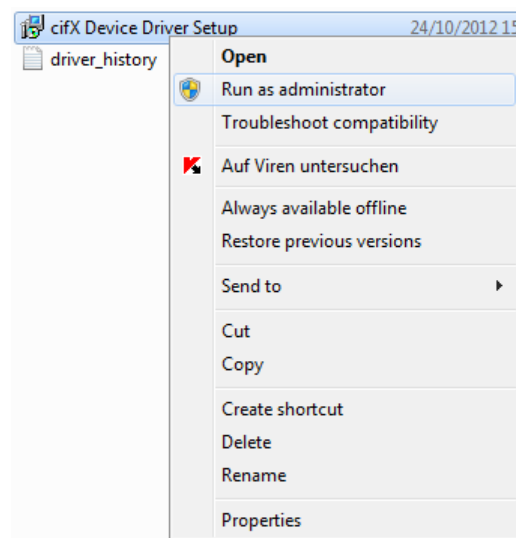 cifX Device Driver Setup 24/10/2012 15
driver_history
Open
Run as administrator
Troubleshoot compatibility
Auf Viren untersuchen
Always available offline
Restore previous versions
Send to
Cut
Copy
Create shortcut
Delete
Rename
Properties